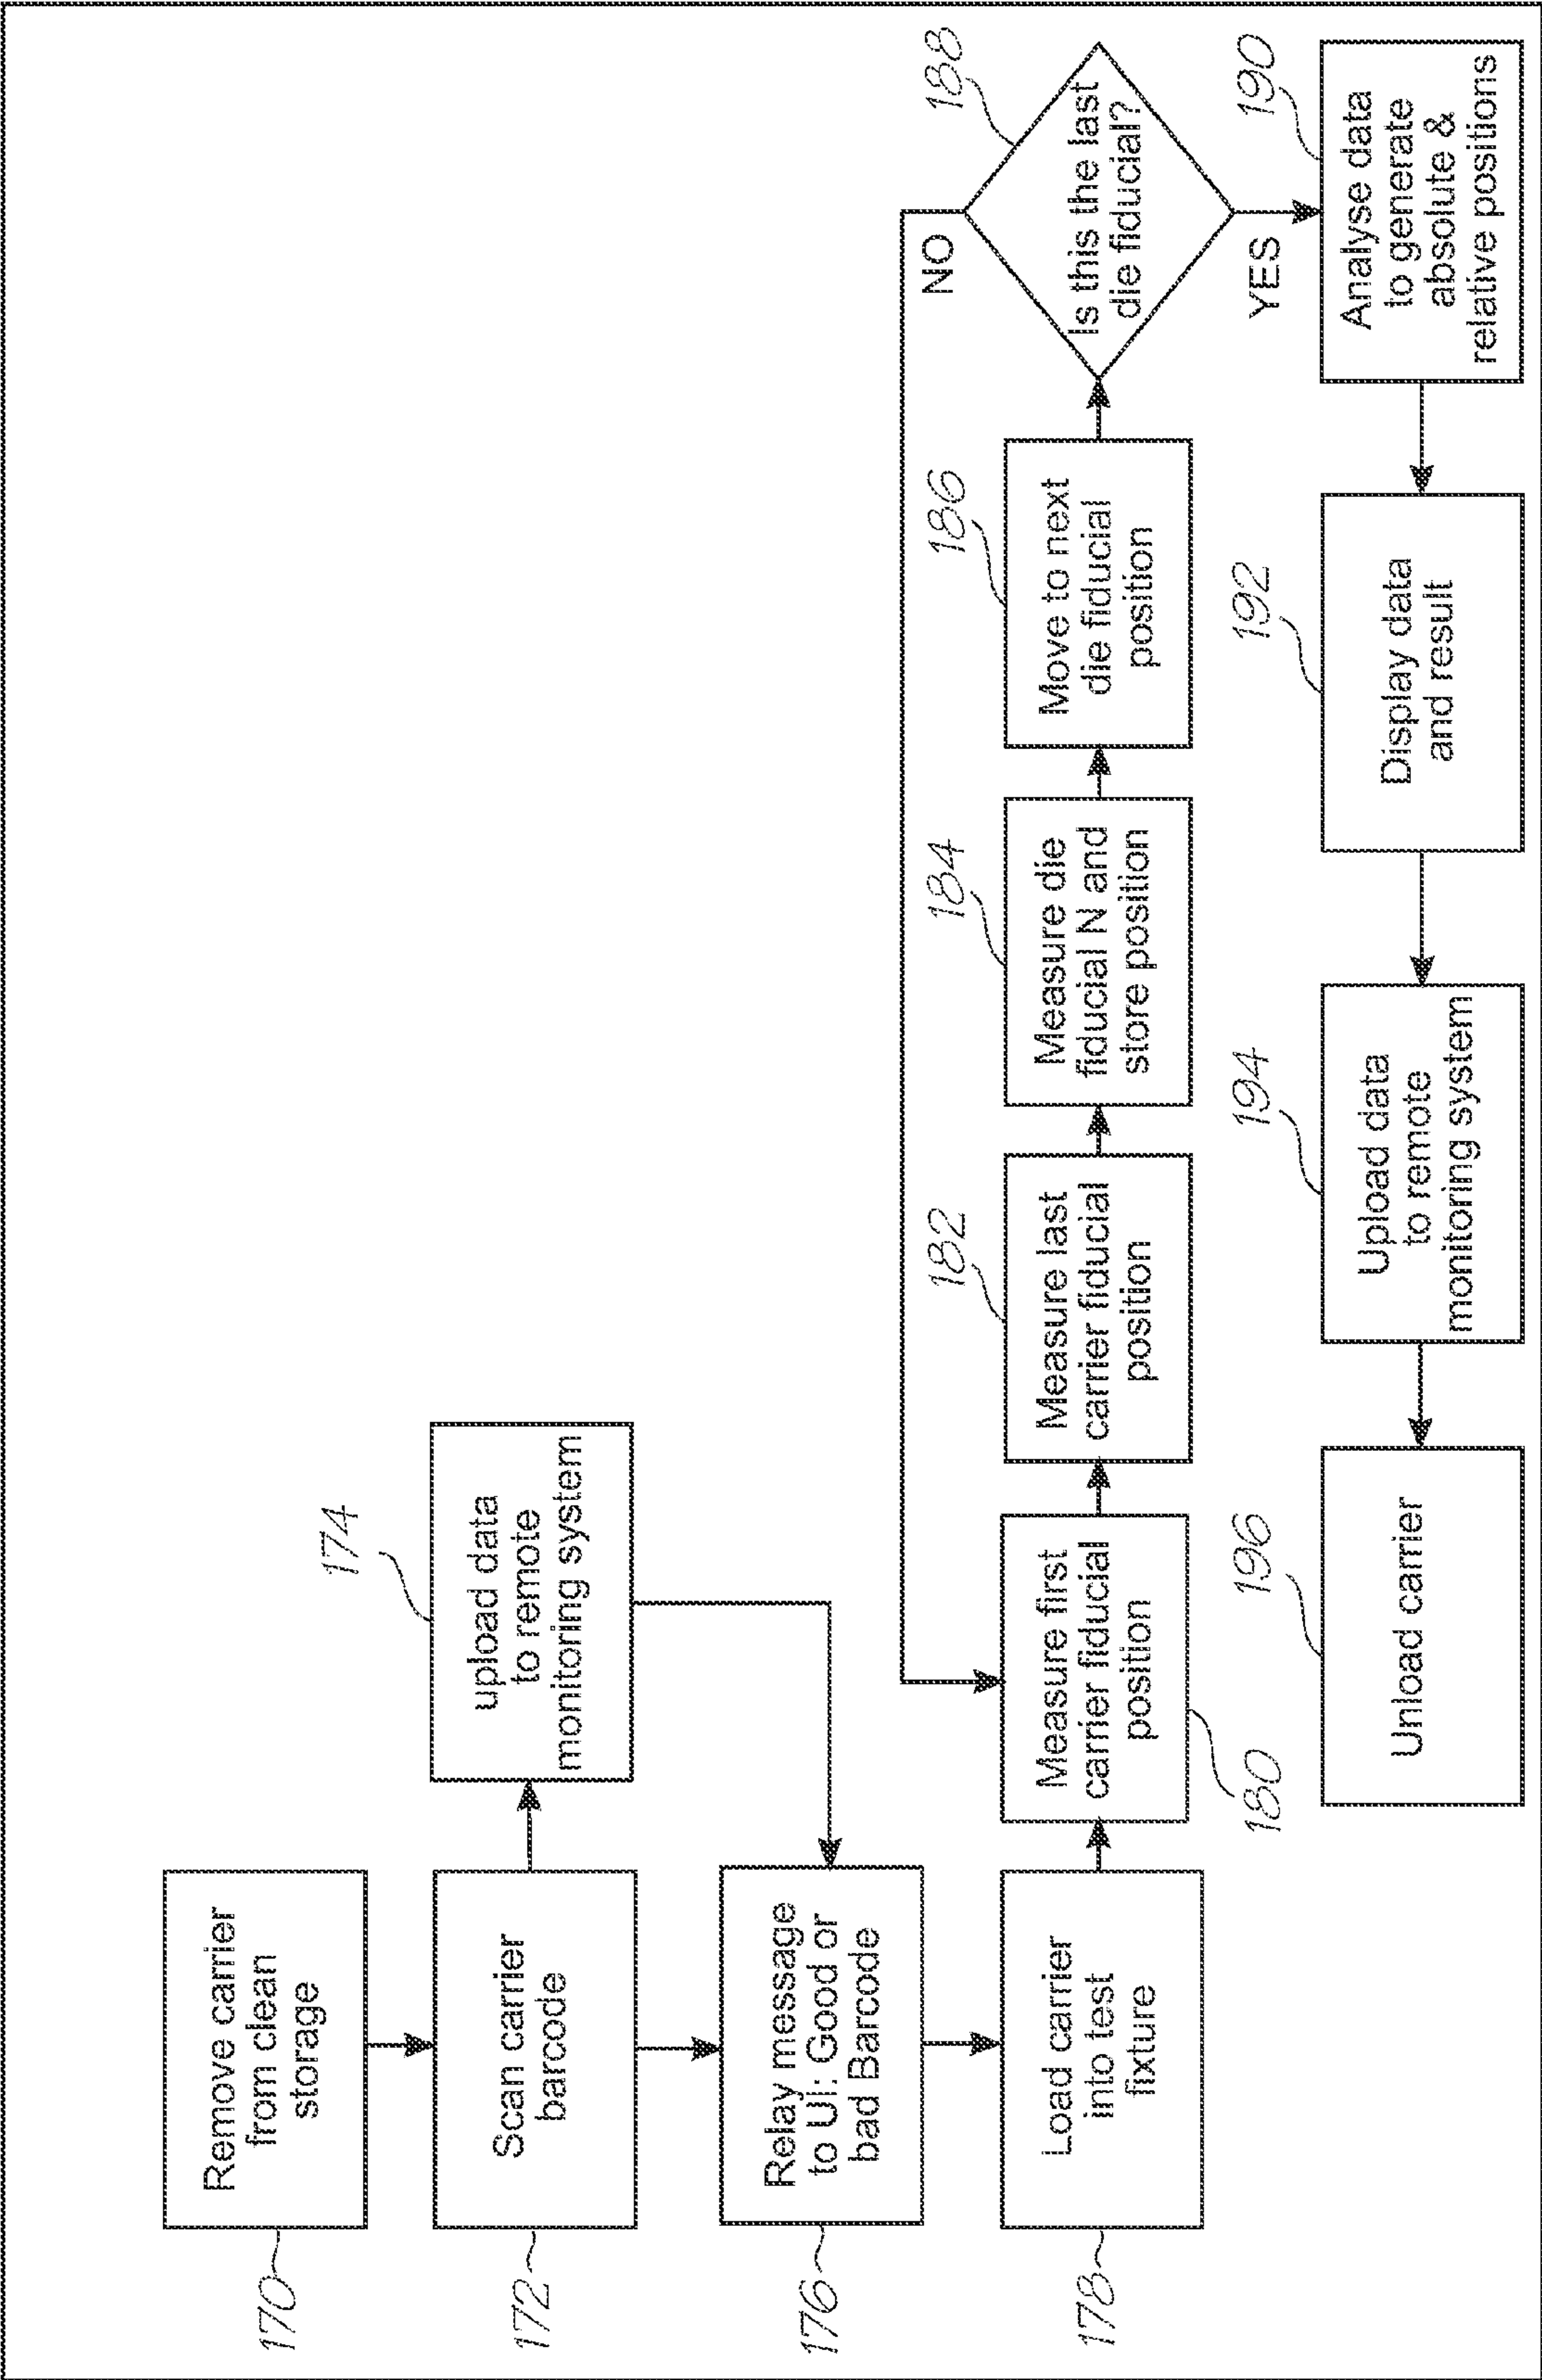 170
Remove carrier
from clean
storage
172
Scan carrier
barcode
174
upload data
to remote
monitoring system
176
Relay message
to UI: Good or
bad Barcode
178
Load carrier
into test
fixture
180
Measure first
carrier fiducial
position
182
Measure last
carrier fiducial
position
184
Measure die
fiducial N and
store position
186
Move to next
die fiducial
position
188
Is this the last
die fiducial?
NO
YES
190
Analyse data
to generate
absolute &
relative positions
192
Display data
and result
194
Upload data
to remote
monitoring system
196
Unload carrier